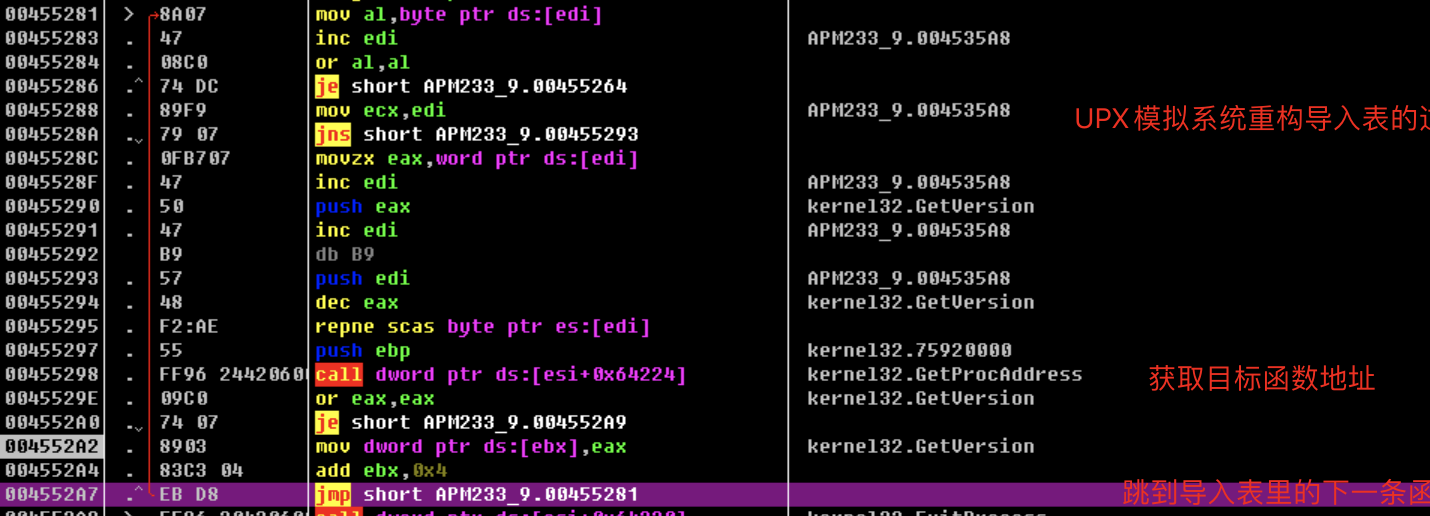 00455281 > 8A07 mov al,byte ptr ds:[edi]
00455283 . 47 inc edi APM233_9.004535A8
00455284 . 08C0 or al,al
00455286 .^ 74 DC je short APM233_9.00455264
00455288 . 89F9 mov ecx,edi APM233_9.004535A8
UPX模拟系统重构导入表的
0045528A .v 79 07 jns short APM233_9.00455293
0045528C . 0FB707 movzx eax,word ptr ds:[edi]
0045528F . 47 inc edi APM233_9.004535A8
00455290 . 50 push eax kernel32.GetVersion
00455291 . 47 inc edi APM233_9.004535A8
00455292 B9 db B9
00455293 . 57 push edi APM233_9.004535A8
00455294 . 48 dec eax kernel32.GetVersion
00455295 . F2:AE repne scas byte ptr es:[edi]
00455297 . 55 push ebp kernel32.75920000
00455298 . FF96 2442060 call dword ptr ds:[esi+0x64224] kernel32.GetProcAddress 获取目标函数地址
0045529E . 09C0 or eax,eax kernel32.GetVersion
004552A0 .v 74 07 je short APM233_9.004552A9
004552A2 . 8903 mov dword ptr ds:[ebx],eax kernel32.GetVersion
004552A4 . 83C3 04 add ebx,0x4
004552A7 .^ EB D8 jmp short APM233_9.00455281 跳到导入表里的下一条函